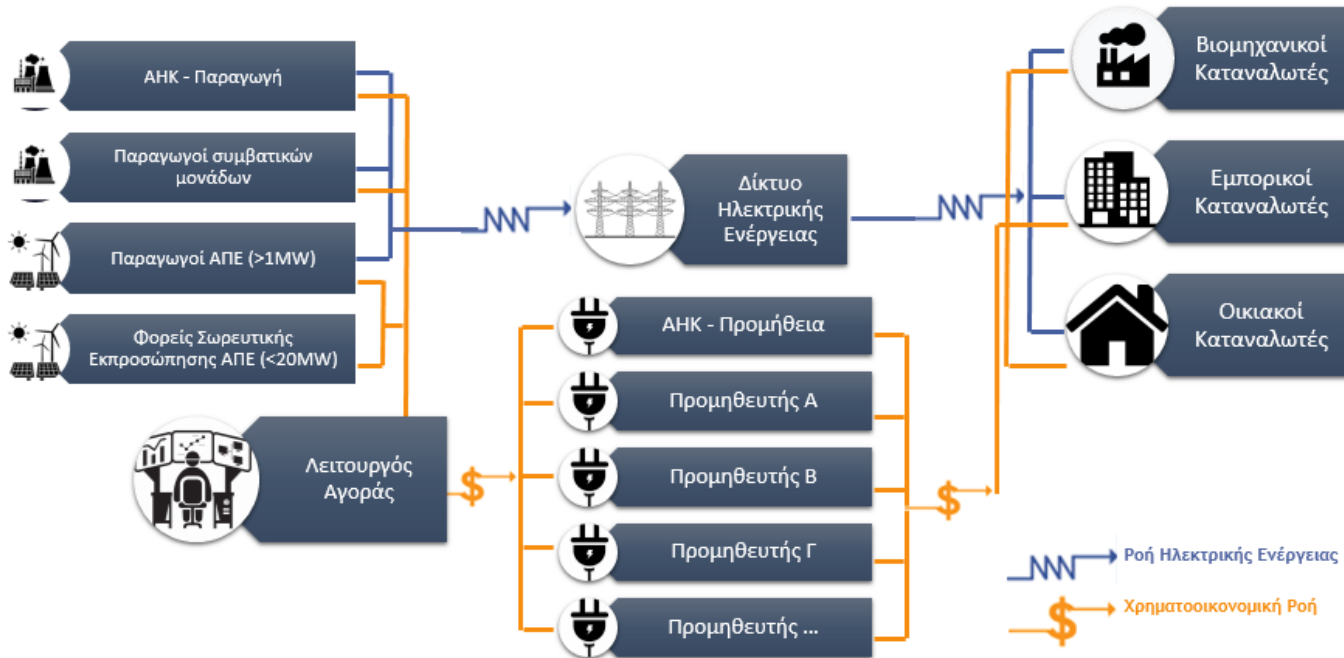 ΑΗΚ - Παραγωγή
Παραγωγοί συμβατικών
μονάδων
Παραγωγοί ΑΠΕ (>1MW)
Φορείς Σωρευτικής
Εκπροσώπησης ΑΠΕ (<20MW)
Λειτουργός
Αγοράς
Δίκτυο
Ηλεκτρικής
Ενέργειας
ΑΗΚ - Προμήθεια
Προμηθευτής Α
Προμηθευτής Β
Προμηθευτής Γ
Προμηθευτής ...
Βιομηχανικοί
Καταναλωτές
Εμπορικοί
Καταναλωτές
Οικιακοί
Καταναλωτές
$
$
Ροή Ηλεκτρικής Ενέργειας
$ Χρηματοοικονομική Ροή